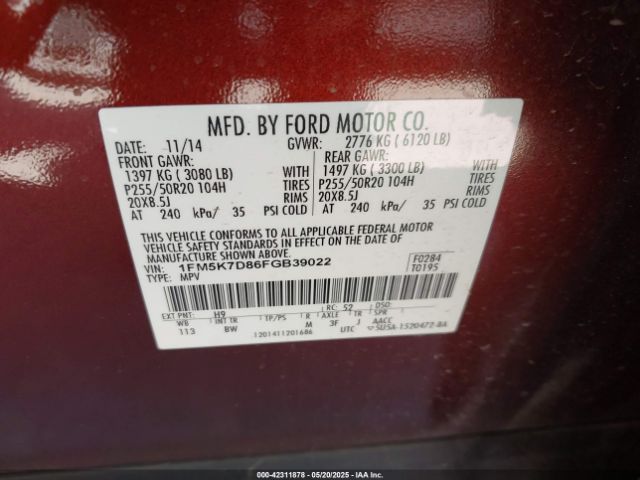 MFD. BY FORD MOTOR CO.
DATE: 11/14 GVWR: 2776 KG ( 6120 LB)
FRONT GAWR: REAR GAWR:
1397 KG ( 3080 LB) WITH 1497 KG ( 3300 LB) WITH
P255/50R20 104H TIRES P255/50R20 104H TIRES
20X8.5J RIMS 20X8.5J RIMS
AT 240 kPa/ 35 PSI COLD AT 240 kPa/ 35 PSI COLD
THIS VEHICLE CONFORMS TO ALL APPLICABLE FEDERAL MOTOR
VEHICLE SAFETY STANDARDS IN EFFECT ON THE DATE OF
MANUFACTURE SHOWN ABOVE.
VIN: 1FM5K7D86FGB39022 F0284
TYPE: MPV T0195
EXT PNT: H9 RC: 52 DSO:
WB INT TR TP/PS R AXLE TR SPR
113 BW M 3F J AACC
1201411201686 UTC
00-42311878 - 05/20/2025 - IAAI.COM